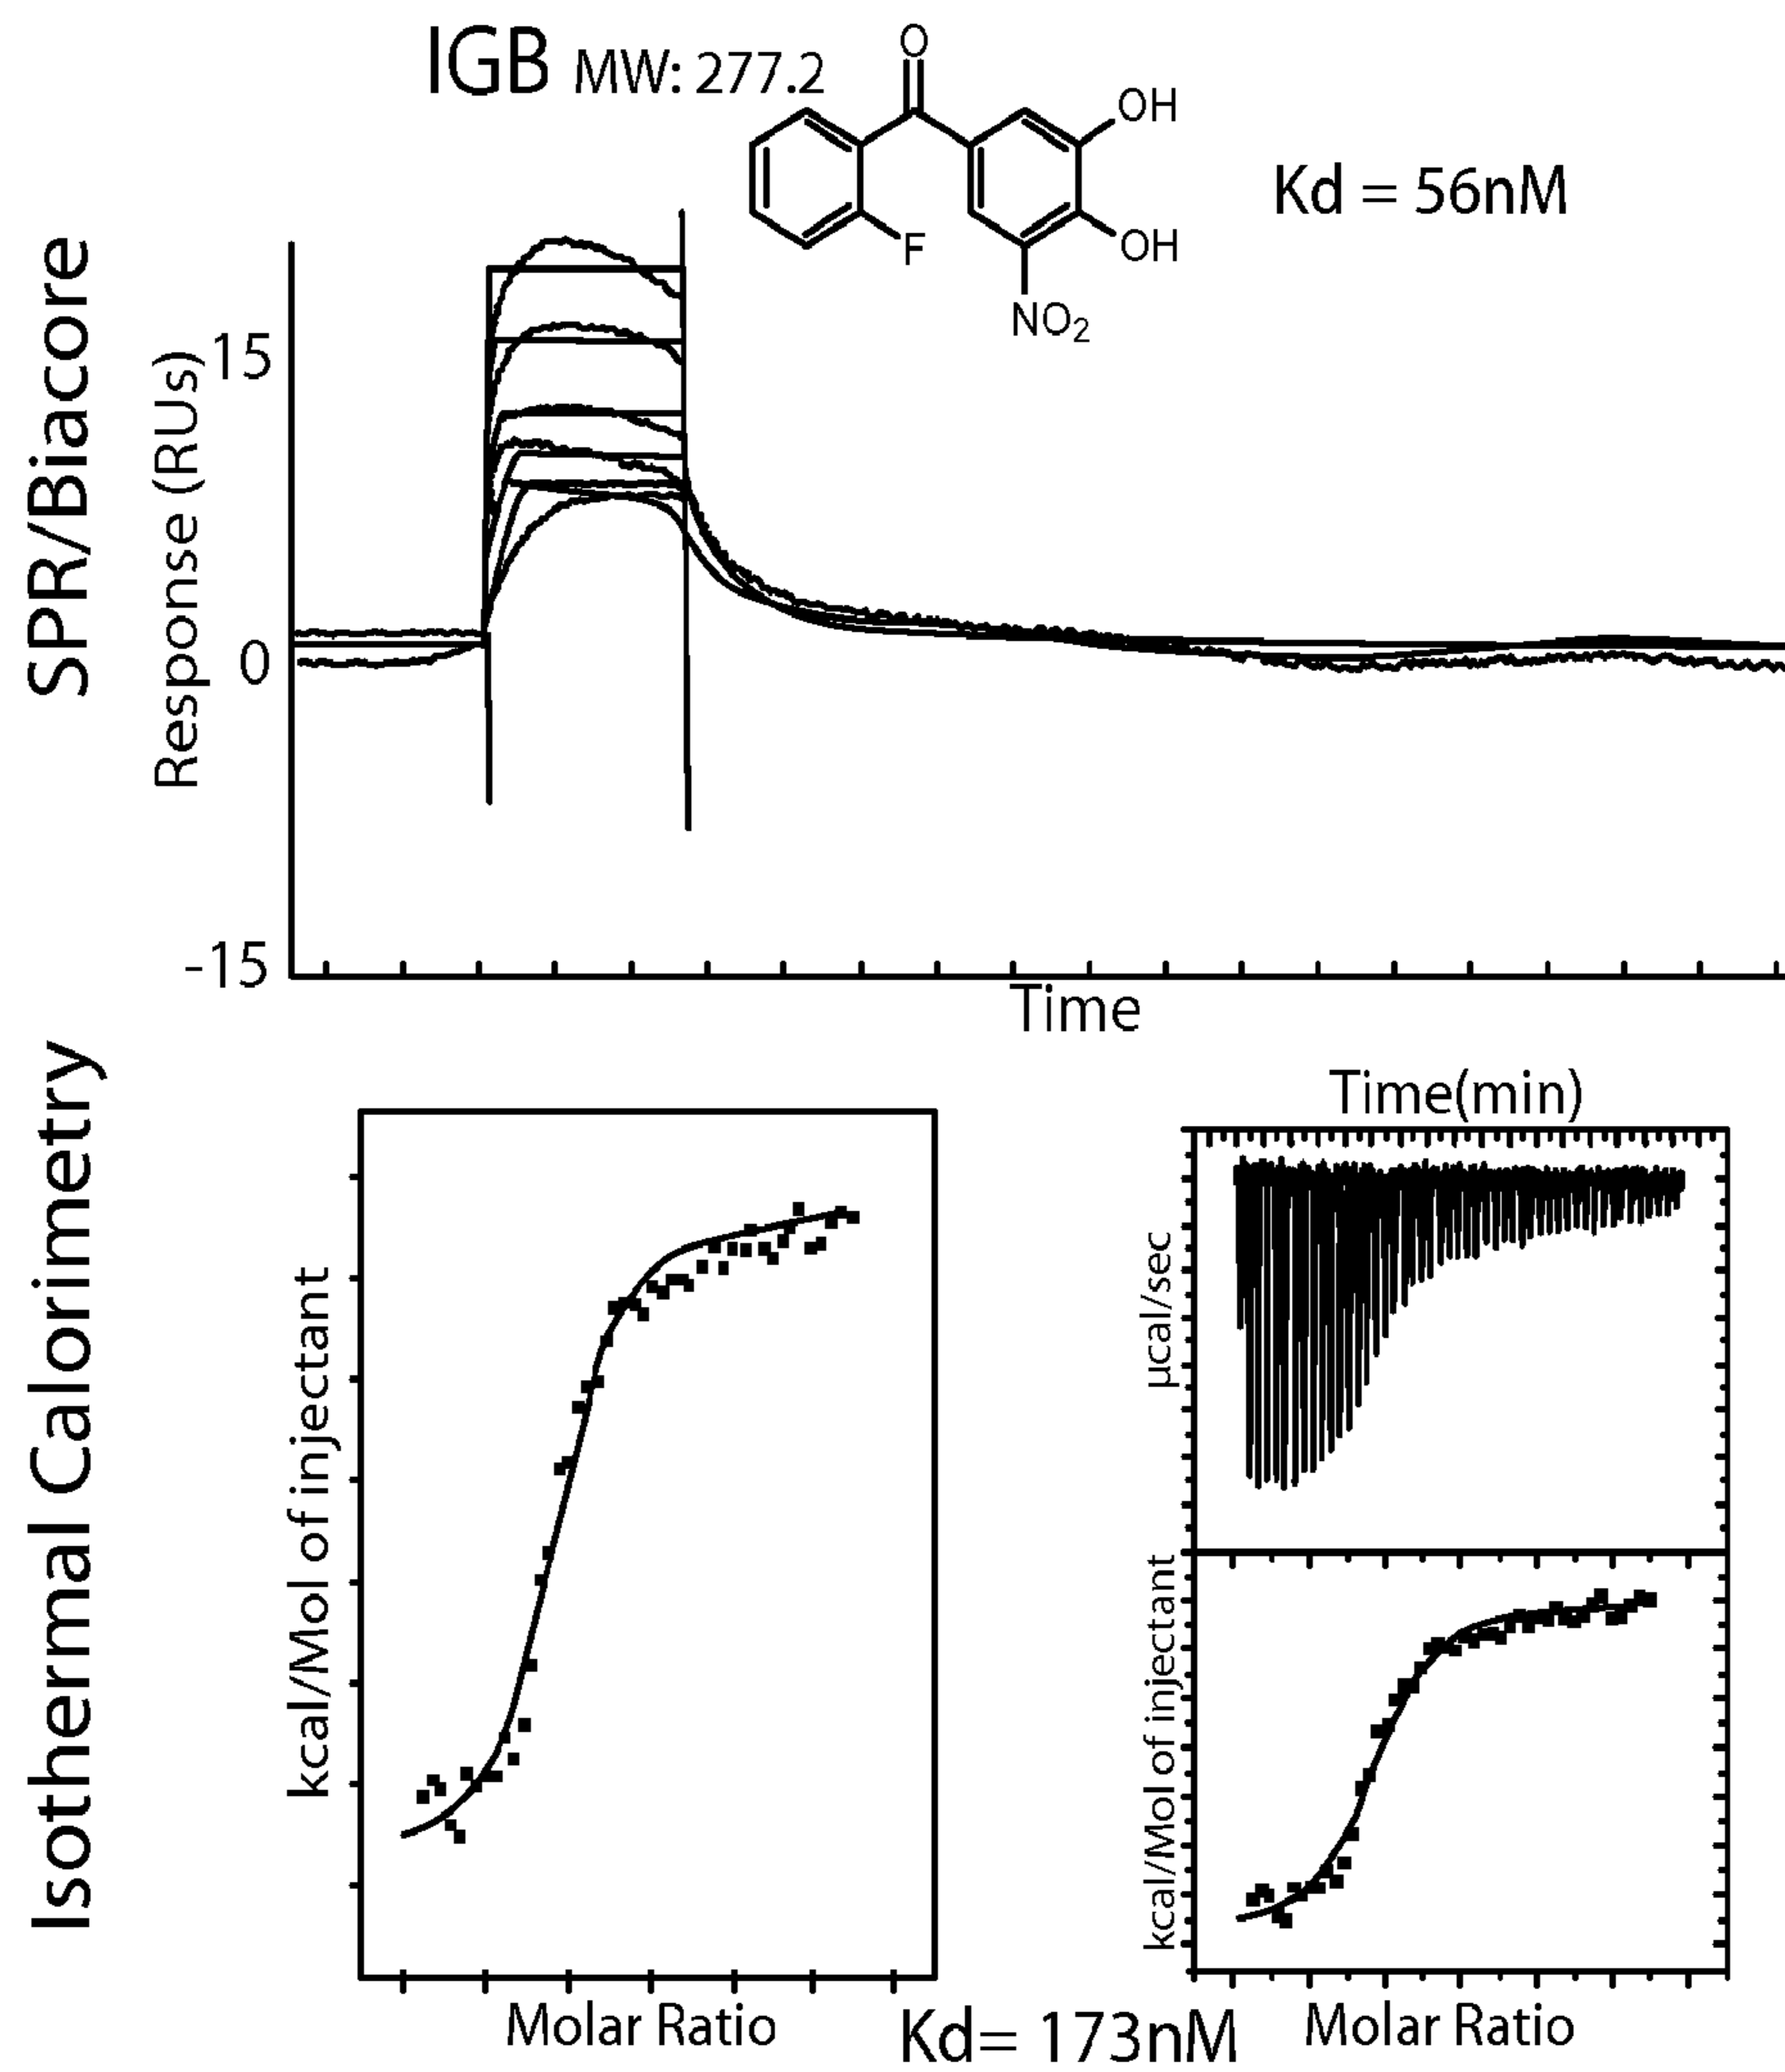 IGB MW: 277.2
O
OH
OH
F
NO2
Kd = 56nM
SPR/Biacore
Response (RUs)
15
0
-15
Time
Isothermal Calorimetry
kcal/Mol of injectant
Molar Ratio
Kd= 173nM
Time(min)
µcal/sec
kcal/Mol of injectant
Molar Ratio